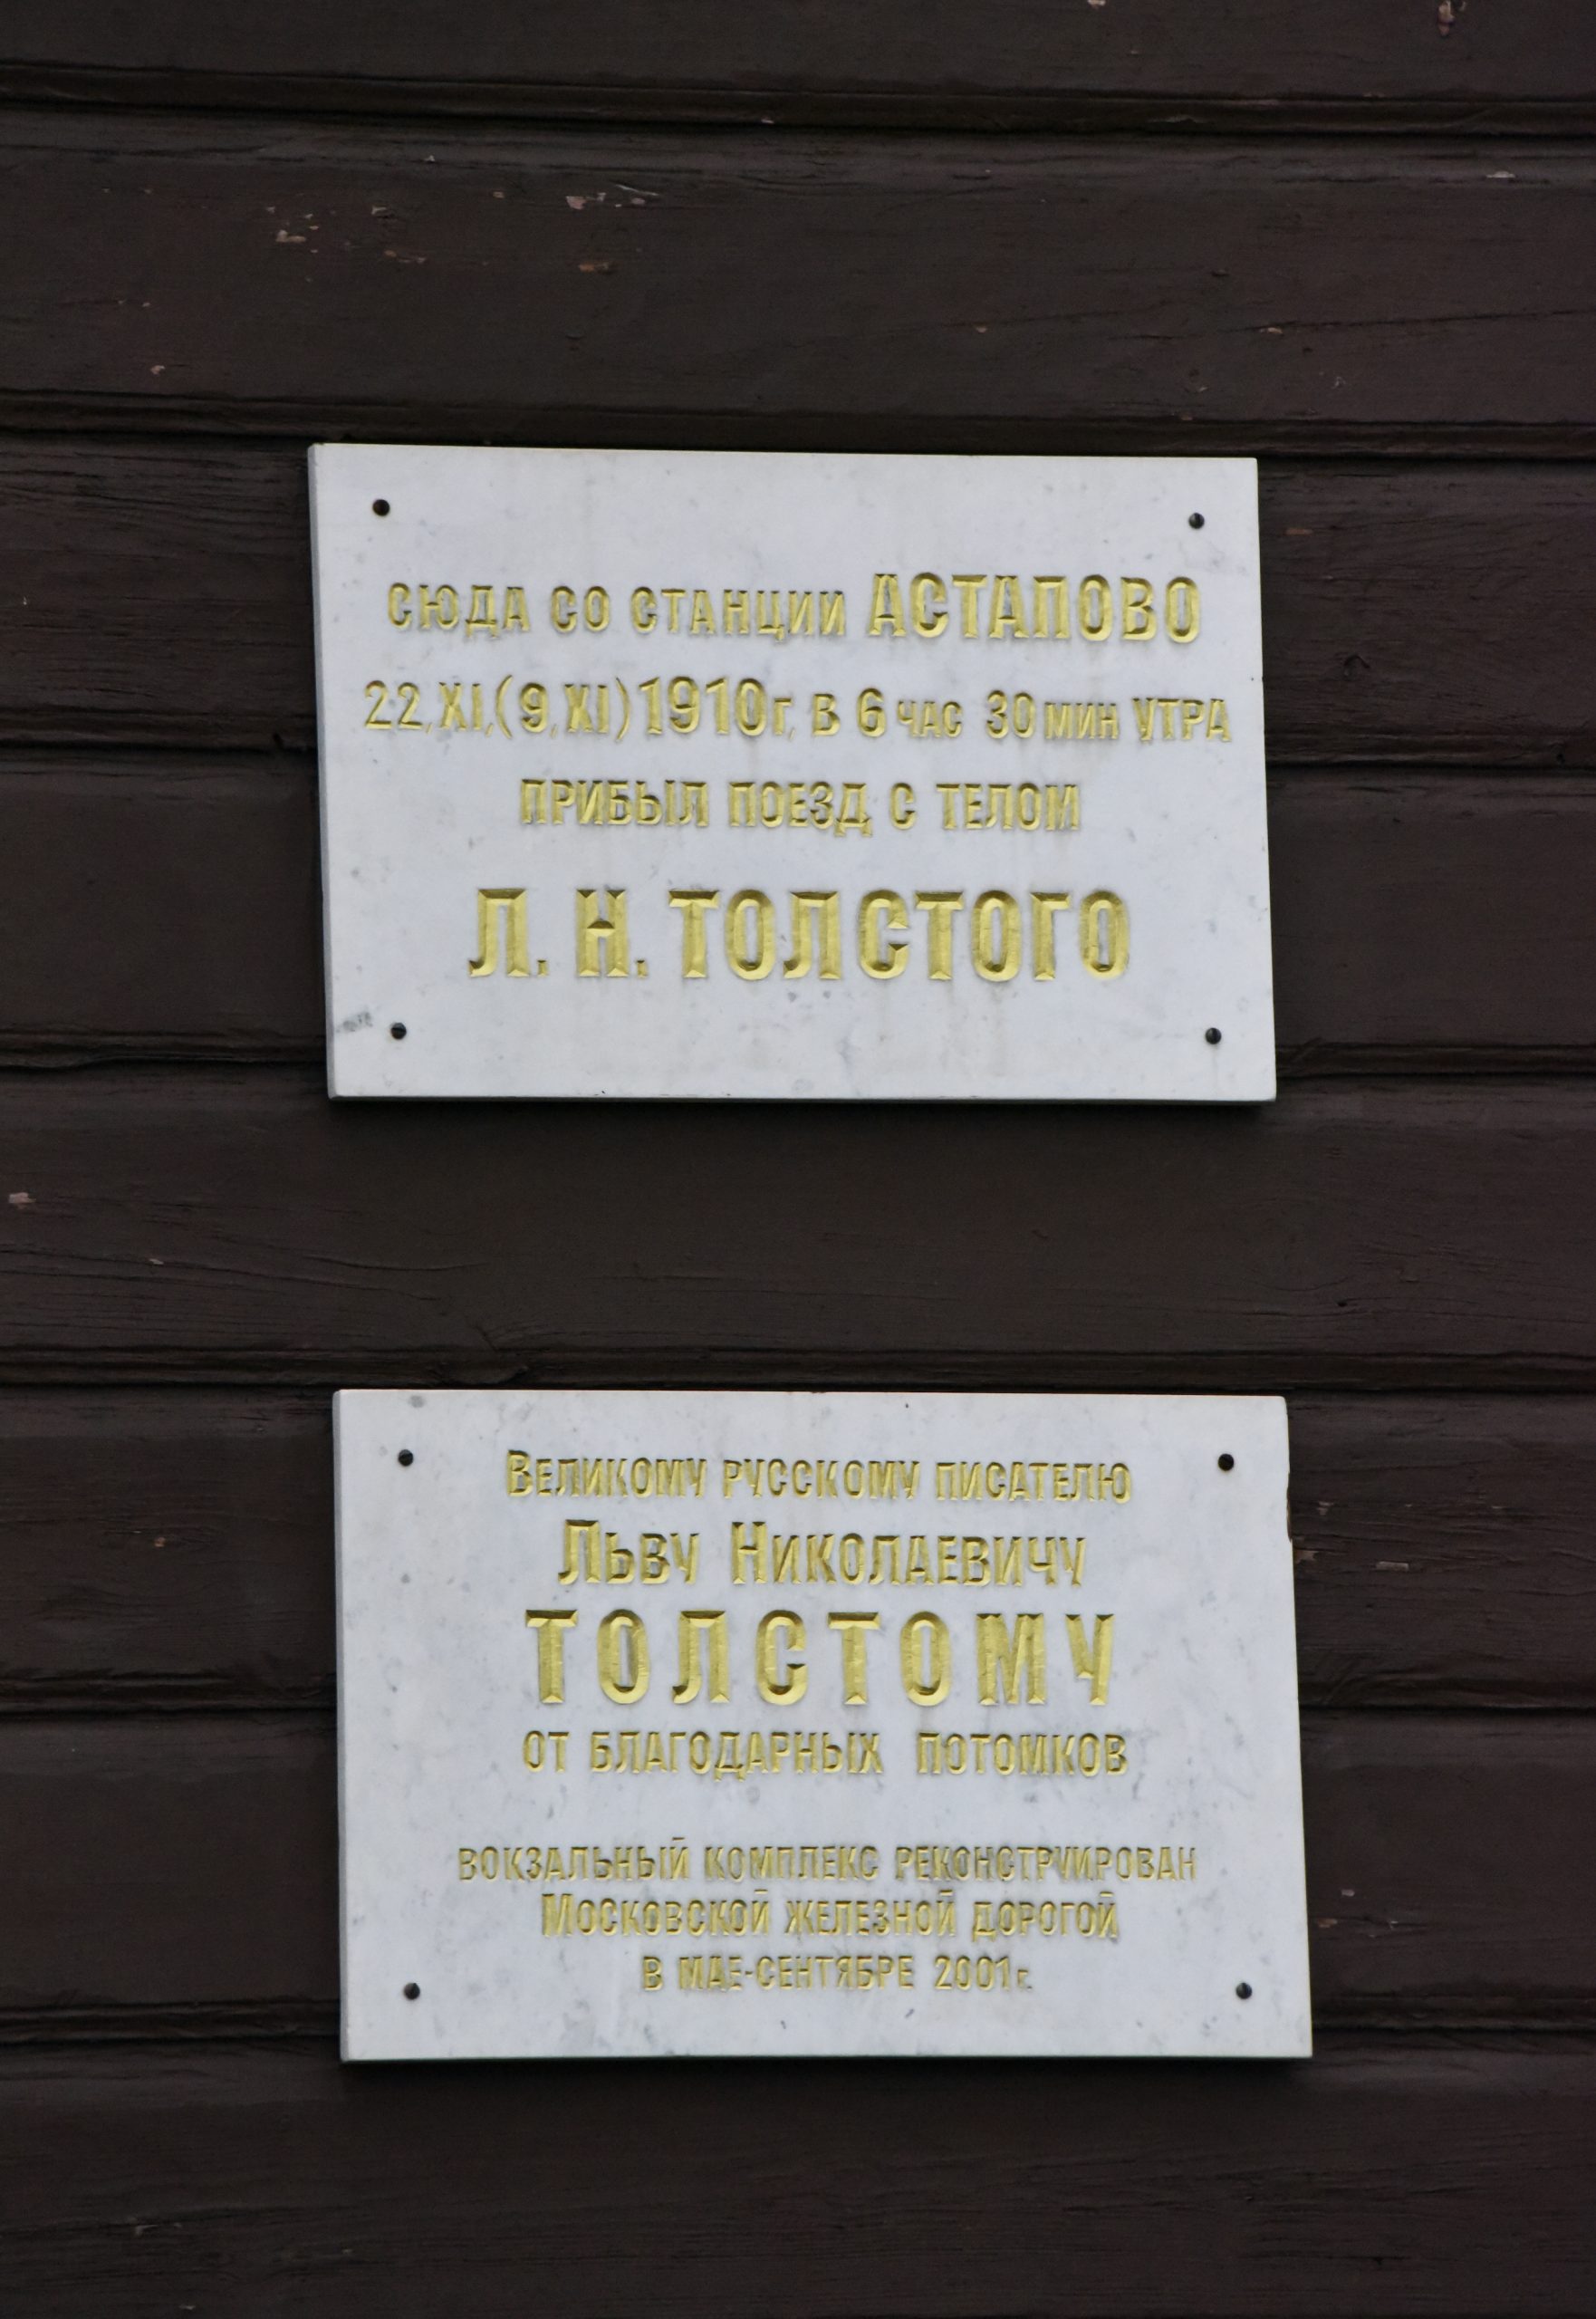 СЮДА СО СТАНЦИИ АСТАПОВО
22.XI.(9.XI)1910г. В 6 ЧАС 30 МИН УТРА
ПРИБЫЛ ПОЕЗД С ТЕЛОМ
Л. Н. ТОЛСТОГО
ВЕЛИКОМУ РУССКОМУ ПИСАТЕЛЮ
ЛЬВУ НИКОЛАЕВИЧУ
ТОЛСТОМУ
ОТ БЛАГОДАРНЫХ ПОТОМКОВ
ВОКЗАЛЬНЫЙ КОМПЛЕКС РЕКОНСТРУИРОВАН
МОСКОВСКОЙ ЖЕЛЕЗНОЙ ДОРОГОЙ
В МАЕ-СЕНТЯБРЕ 2001г.